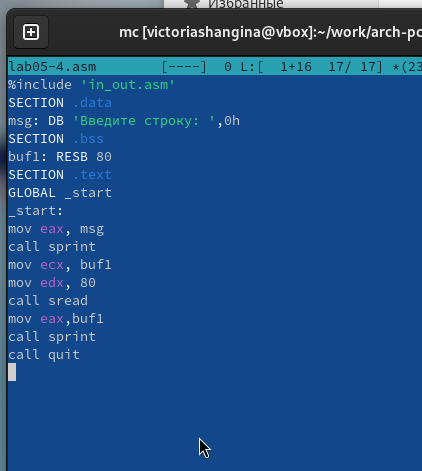 Избранные
mc [victoriashangina@vbox]:~/work/arch-pc
lab05-4.asm [----] 0 L:[ 1+16 17/ 17] *(23
%include 'in_out.asm'
SECTION .data
msg: DB 'Введите строку: ',0h
SECTION .bss
buf1: RESB 80
SECTION .text
GLOBAL _start
_start:
mov eax, msg
call sprint
mov ecx, buf1
mov edx, 80
call sread
mov eax,buf1
call sprint
call quit